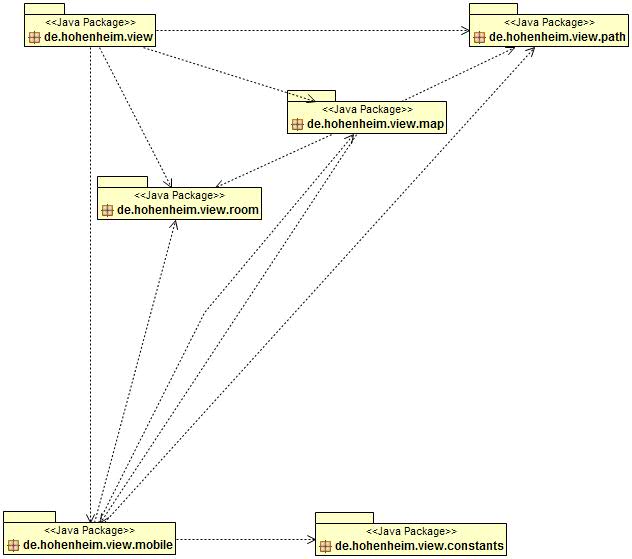 <<Java Package>>
de.hohenheim.view
<<Java Package>>
de.hohenheim.view.path
<<Java Package>>
de.hohenheim.view.map
<<Java Package>>
de.hohenheim.view.room
<<Java Package>>
de.hohenheim.view.mobile
<<Java Package>>
de.hohenheim.view.constants